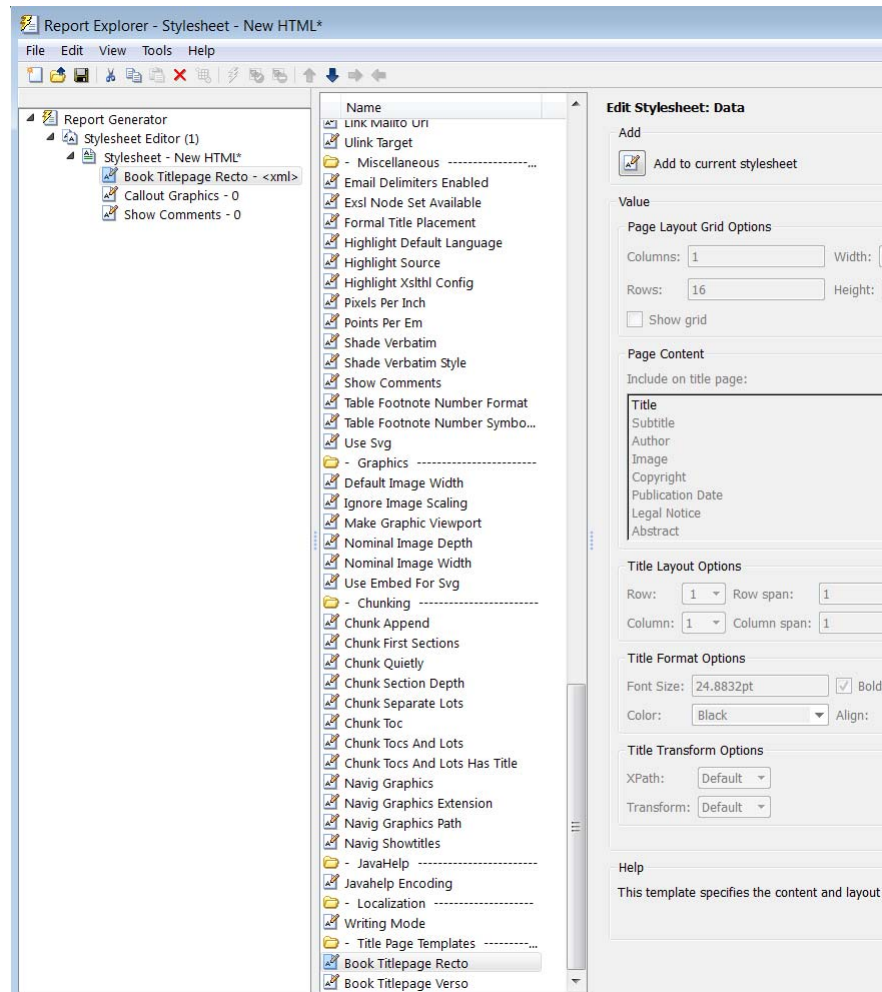 Report Explorer - Stylesheet - New HTML*
File Edit View Tools Help
Report Generator
Stylesheet Editor (1)
Stylesheet - New HTML*
Book Titlepage Recto - <xml>
Callout Graphics - 0
Show Comments - 0
Name
Link Mailto Url
Ulink Target
- Miscellaneous ----------------...
Email Delimiters Enabled
Exsl Node Set Available
Formal Title Placement
Highlight Default Language
Highlight Source
Highlight Xslthl Config
Pixels Per Inch
Points Per Em
Shade Verbatim
Shade Verbatim Style
Show Comments
Table Footnote Number Format
Table Footnote Number Symbo...
Use Svg
- Graphics ------------------------
Default Image Width
Ignore Image Scaling
Make Graphic Viewport
Nominal Image Depth
Nominal Image Width
Use Embed For Svg
- Chunking ------------------------
Chunk Append
Chunk First Sections
Chunk Quietly
Chunk Section Depth
Chunk Separate Lots
Chunk Toc
Chunk Tocs And Lots
Chunk Tocs And Lots Has Title
Navig Graphics
Navig Graphics Extension
Navig Graphics Path
Navig Showtitles
- JavaHelp ------------------------
Javahelp Encoding
- Localization --------------------
Writing Mode
- Title Page Templates ---------...
Book Titlepage Recto
Book Titlepage Verso
Edit Stylesheet: Data
Add
Add to current stylesheet
Value
Page Layout Grid Options
Columns: 1 Width:
Rows: 16 Height:
Show grid
Page Content
Include on title page:
Title
Subtitle
Author
Image
Copyright
Publication Date
Legal Notice
Abstract
Title Layout Options
Row: 1 Row span: 1
Column: 1 Column span: 1
Title Format Options
Font Size: 24.8832pt Bold
Color: Black Align:
Title Transform Options
XPath: Default
Transform: Default
Help
This template specifies the content and layout